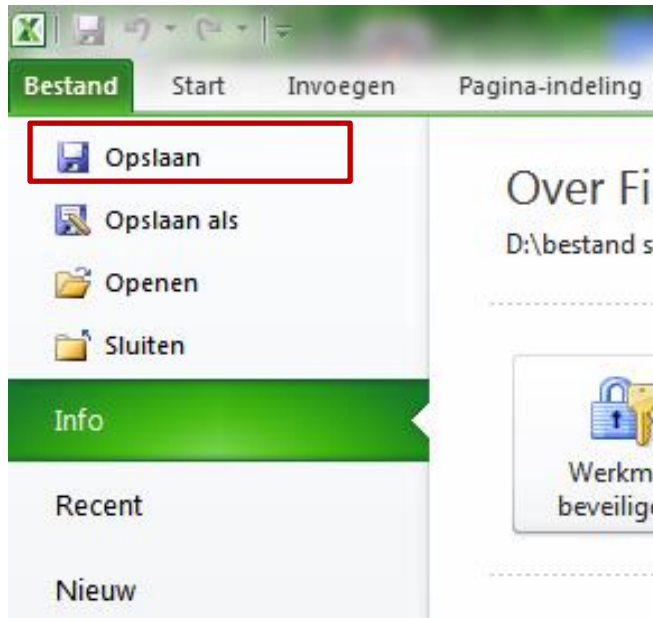 Bestand Start Invoegen Pagina-indeling
Opslaan
Opslaan als
Openen
Sluiten
Info
Recent
Nieuw
Over Fi
D:\bestand s
Werkm
beveilig